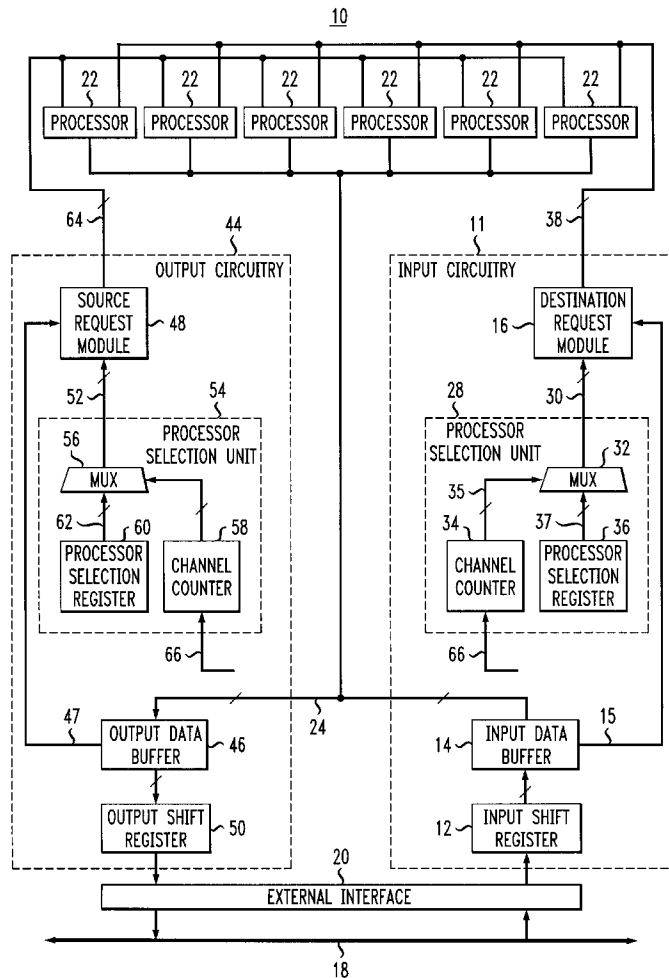 10
22 22 22 22 22 22
PROCESSOR PROCESSOR PROCESSOR PROCESSOR PROCESSOR PROCESSOR
64 44 11 38
OUTPUT CIRCUITRY INPUT CIRCUITRY
SOURCE
REQUEST
MODULE
48
16
DESTINATION
REQUEST
MODULE
52 54 28 30
PROCESSOR
SELECTION UNIT
PROCESSOR
SELECTION UNIT
56
MUX
32
MUX
35
62 60 58
34 37 36
PROCESSOR
SELECTION
REGISTER
CHANNEL
COUNTER
CHANNEL
COUNTER
PROCESSOR
SELECTION
REGISTER
66 66
47 24 15
OUTPUT DATA
BUFFER
46
14
INPUT DATA
BUFFER
OUTPUT SHIFT
REGISTER
50
12
INPUT SHIFT
REGISTER
20
EXTERNAL INTERFACE
18